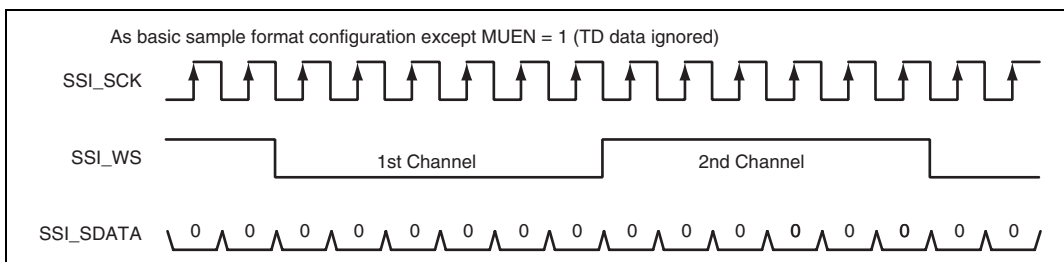 As basic sample format configuration except MUEN = 1 (TD data ignored)
SSI_SCK
SSI_WS 1st Channel 2nd Channel
SSI_SDATA 0 0 0 0 0 0 0 0 0 0 0 0 0 0 0 0